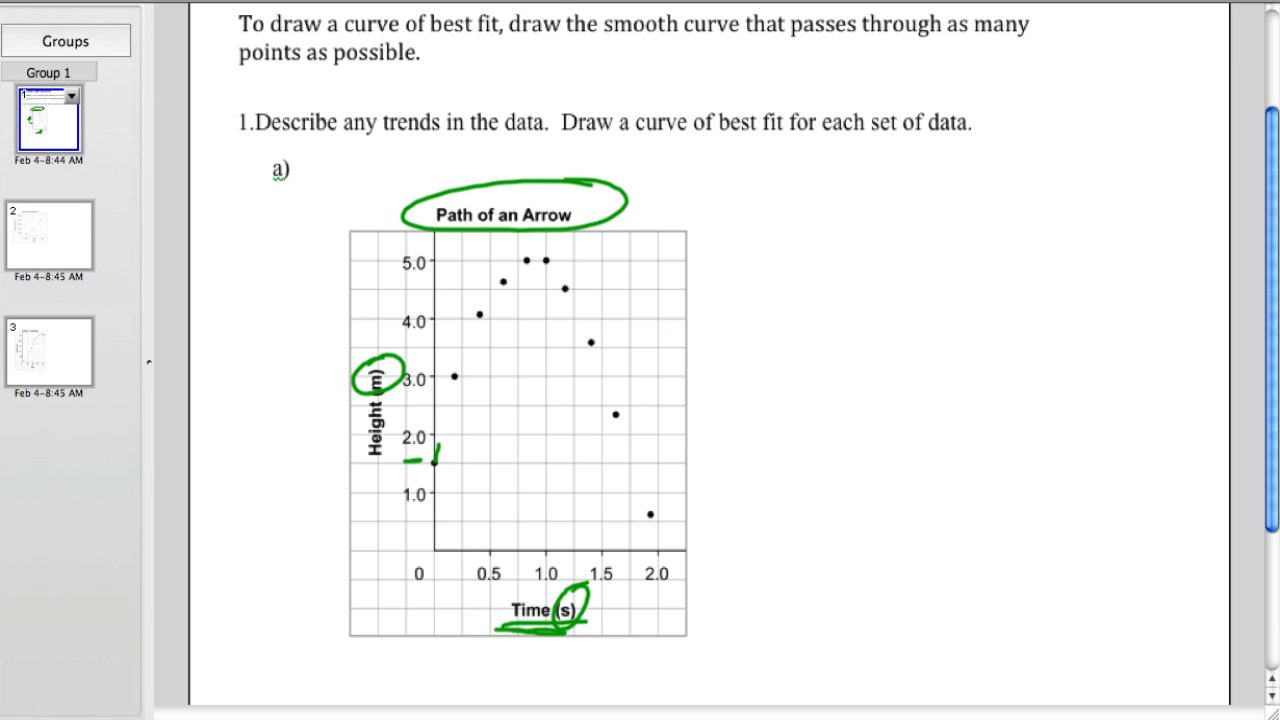 Groups
Group 1
1
Feb 4-8:44 AM
2
Feb 4-8:45 AM
3
Feb 4-8:45 AM
To draw a curve of best fit, draw the smooth curve that passes through as many
points as possible.
1.Describe any trends in the data. Draw a curve of best fit for each set of data.
a)
Path of an Arrow
5.0
4.0
3.0
2.0
1.0
Height (m)
0 0.5 1.0 1.5 2.0
Time (s)